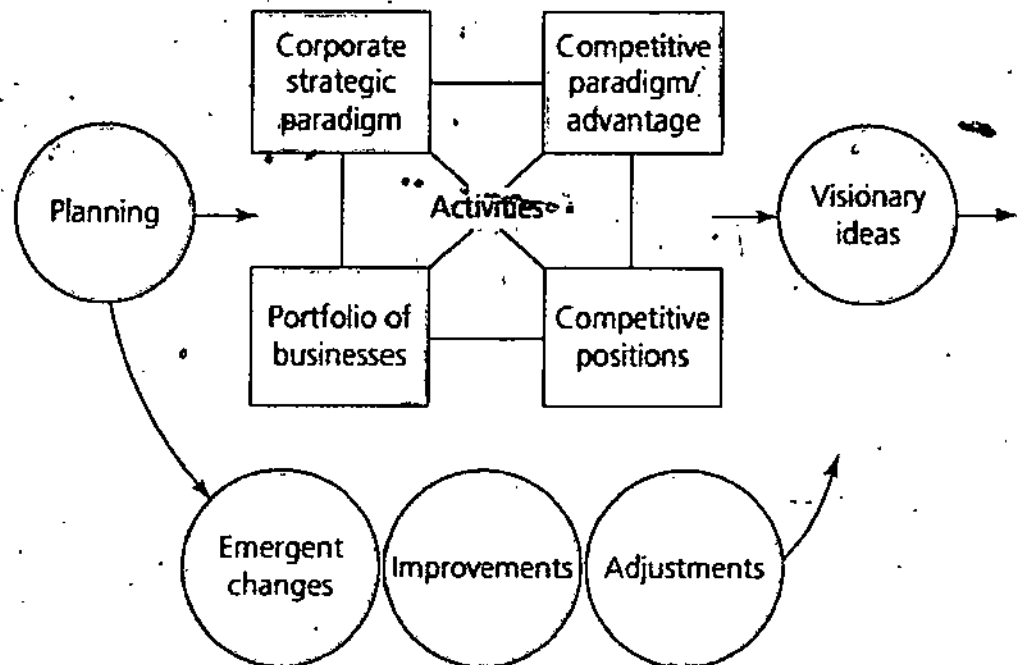 Corporate
strategic
paradigm
Competitive
paradigm/
advantage
Planning
Activities
Visionary
ideas
Portfolio of
businesses
Competitive
positions
Emergent
changes
Improvements
Adjustments